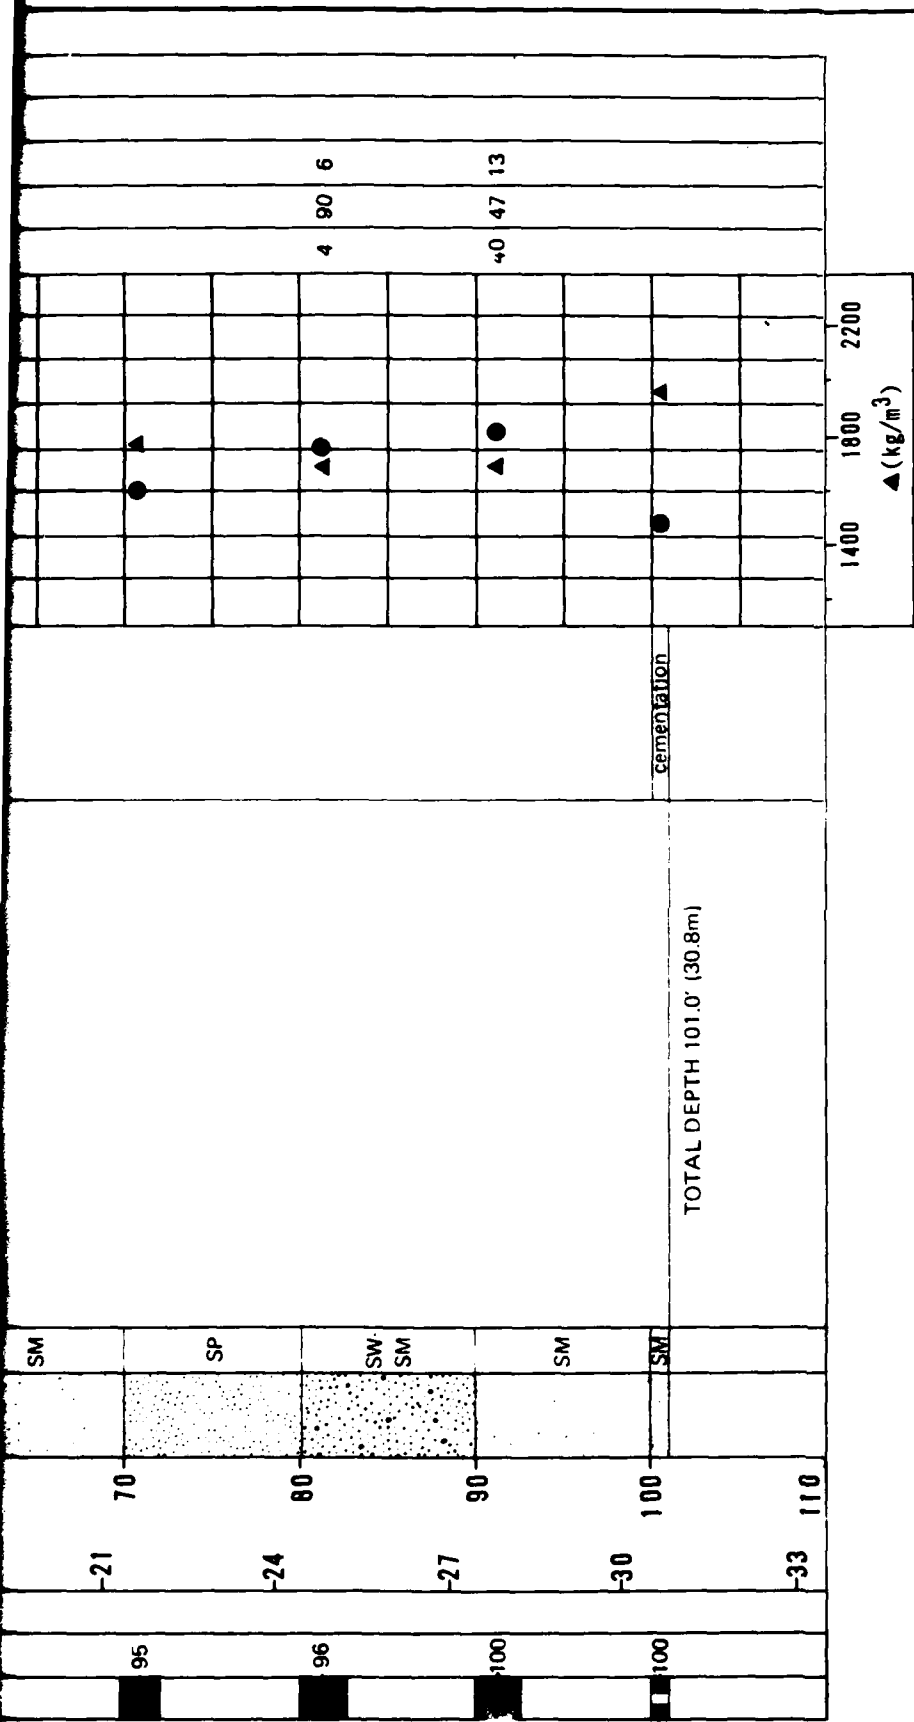 SM
SP
SW-
SM
SM
SM
70
80
90
100
110
-21
-24
-27
-30
-33
95
96
100
100
TOTAL DEPTH 101.0' (30.8m)
cementation
4 90 6
40 47 13
1400 1800 2200
▲(kg/m³)